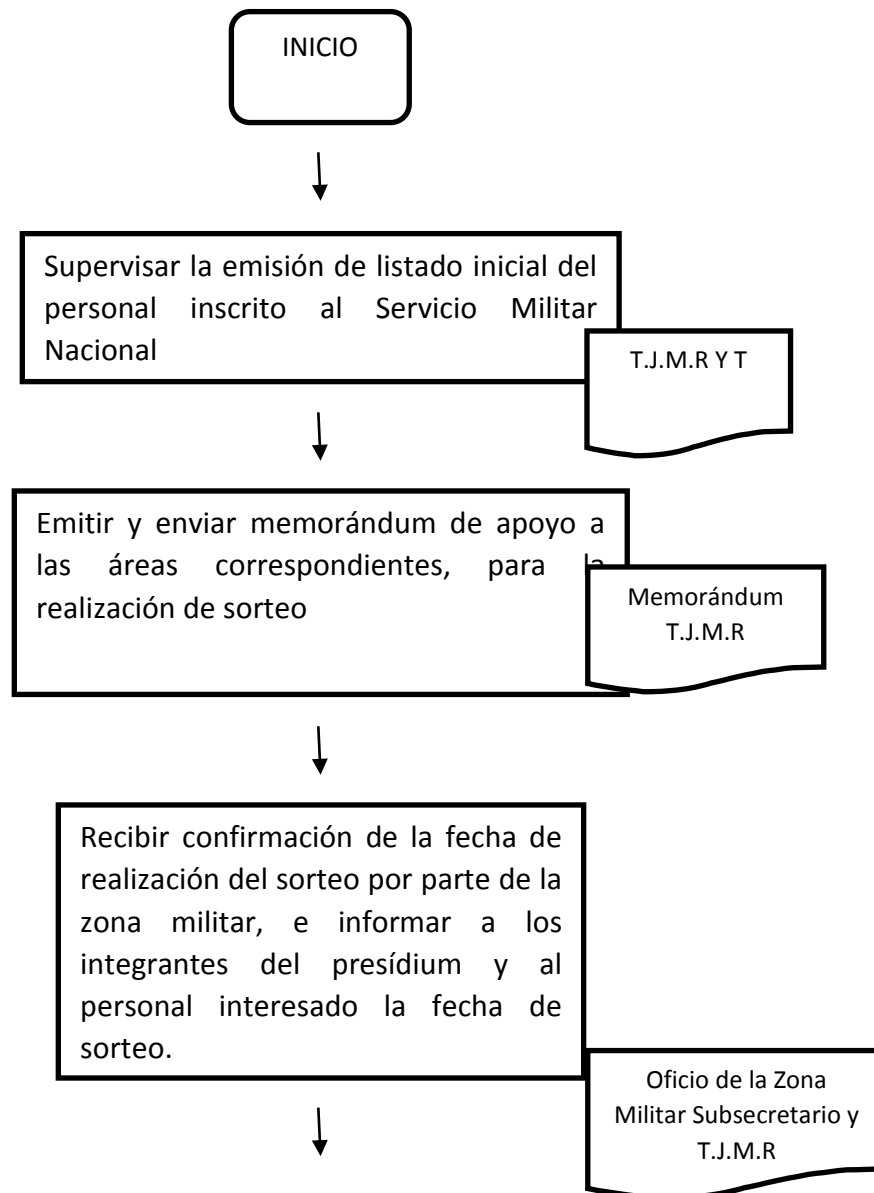 INICIO
Supervisar la emisión de listado inicial del
personal inscrito al Servicio Militar
Nacional
T.J.M.R Y T
Emitir y enviar memorándum de apoyo a
las áreas correspondientes, para la
realización de sorteo
Memorándum
T.J.M.R
Recibir confirmación de la fecha de
realización del sorteo por parte de la
zona militar, e informar a los
integrantes del presídium y al
personal interesado la fecha de
sorteo.
Oficio de la Zona
Militar Subsecretario y
T.J.M.R